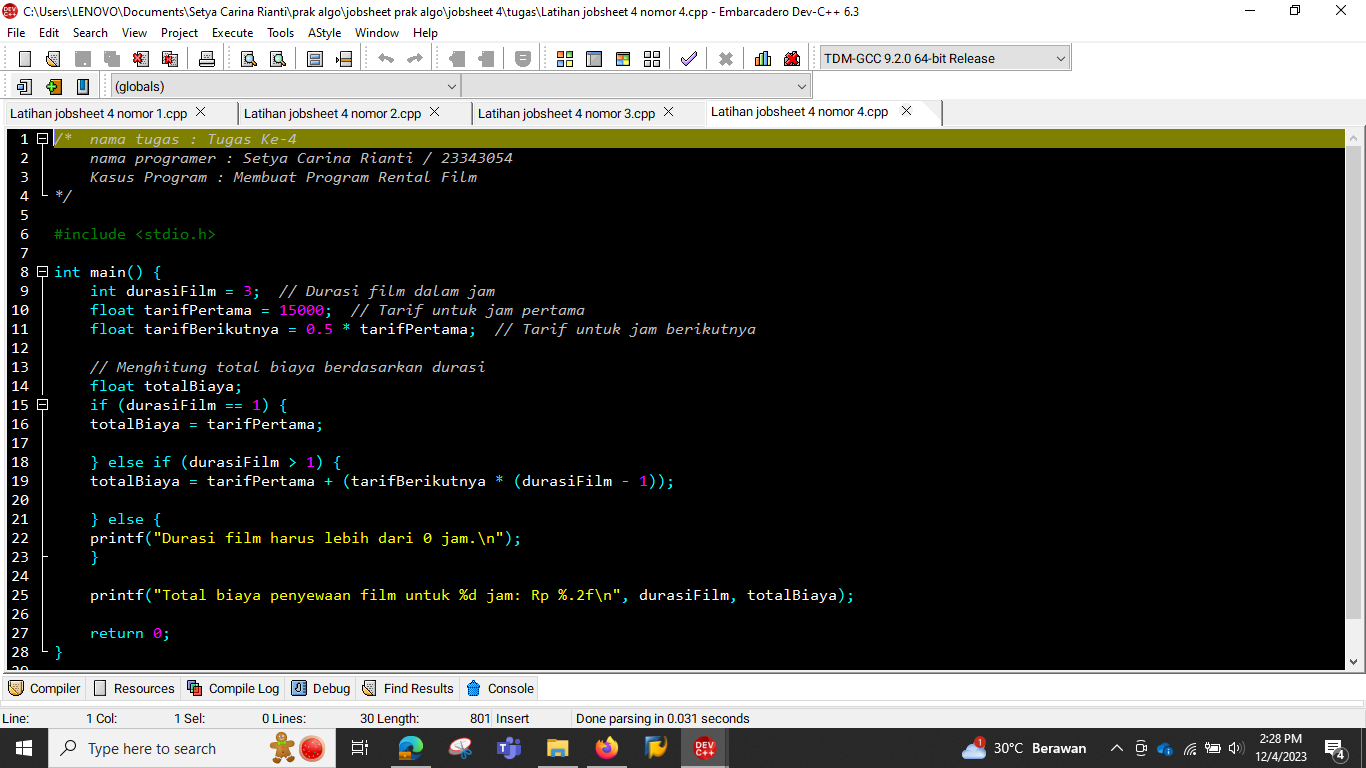 C:\Users\LENOVO\Documents\Setya Carina Rianti\prak algo\jobsheet prak algo\jobsheet 4\tugas\Latihan jobsheet 4 nomor 4.cpp - Embarcadero Dev-C++ 6.3
File Edit Search View Project Execute Tools AStyle Window Help
TDM-GCC 9.2.0 64-bit Release
(globals)
Latihan jobsheet 4 nomor 1.cpp Latihan jobsheet 4 nomor 2.cpp Latihan jobsheet 4 nomor 3.cpp Latihan jobsheet 4 nomor 4.cpp
1 /* nama tugas : Tugas Ke-4
2 nama programer : Setya Carina Rianti / 23343054
3 Kasus Program : Membuat Program Rental Film
4 */
5
6 #include <stdio.h>
7
8 int main() {
9 int durasiFilm = 3; // Durasi film dalam jam
10 float tarifPertama = 15000; // Tarif untuk jam pertama
11 float tarifBerikutnya = 0.5 * tarifPertama; // Tarif untuk jam berikutnya
12
13 // Menghitung total biaya berdasarkan durasi
14 float totalBiaya;
15 if (durasiFilm == 1) {
16 totalBiaya = tarifPertama;
17
18 } else if (durasiFilm > 1) {
19 totalBiaya = tarifPertama + (tarifBerikutnya * (durasiFilm - 1));
20
21 } else {
22 printf("Durasi film harus lebih dari 0 jam.\n");
23 }
24
25 printf("Total biaya penyewaan film untuk %d jam: Rp %.2f\n", durasiFilm, totalBiaya);
26
27 return 0;
28 }
29
Compiler Resources Compile Log Debug Find Results Console
Line: 1 Col: 1 Sel: 0 Lines: 30 Length: 801 Insert Done parsing in 0.031 seconds
Type here to search DEV C++ 1 30°C Berawan 2:28 PM
12/4/2023 4